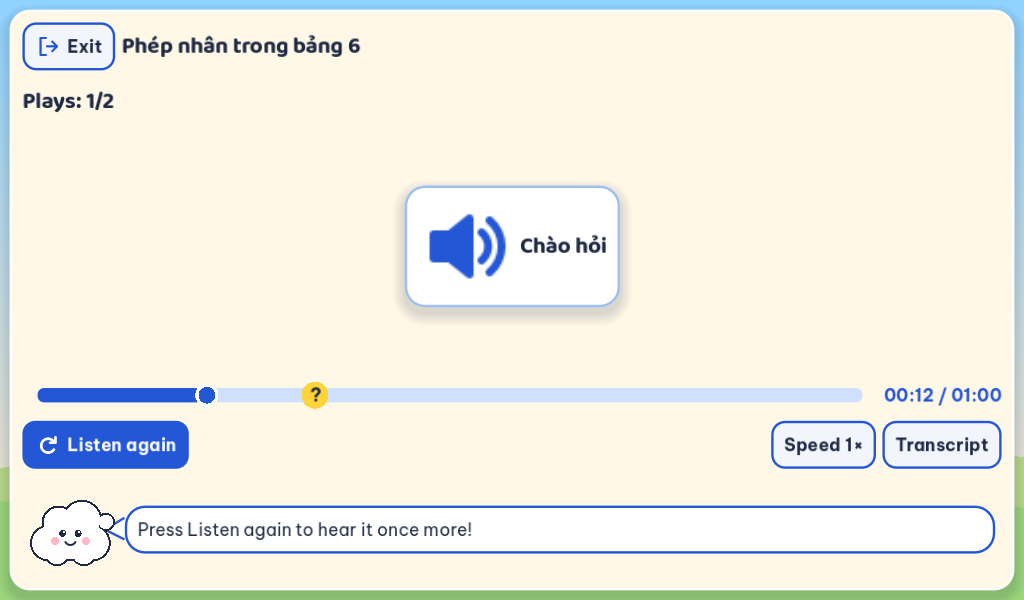 Exit
Phép nhân trong bảng 6
Plays: 1/2
Chào hỏi
?
00:12 / 01:00
Listen again
Speed 1×
Transcript
Press Listen again to hear it once more!